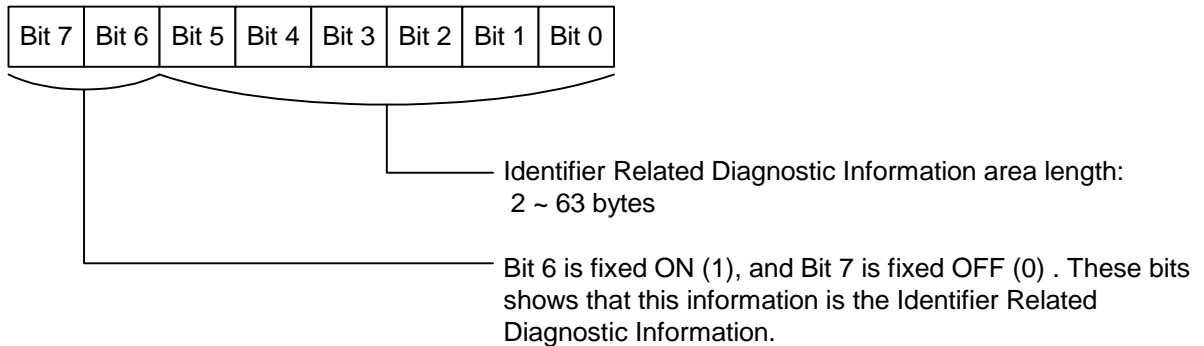 Bit 7 Bit 6 Bit 5 Bit 4 Bit 3 Bit 2 Bit 1 Bit 0
Identifier Related Diagnostic Information area length:
2 ~ 63 bytes
Bit 6 is fixed ON (1), and Bit 7 is fixed OFF (0) . These bits
shows that this information is the Identifier Related
Diagnostic Information.